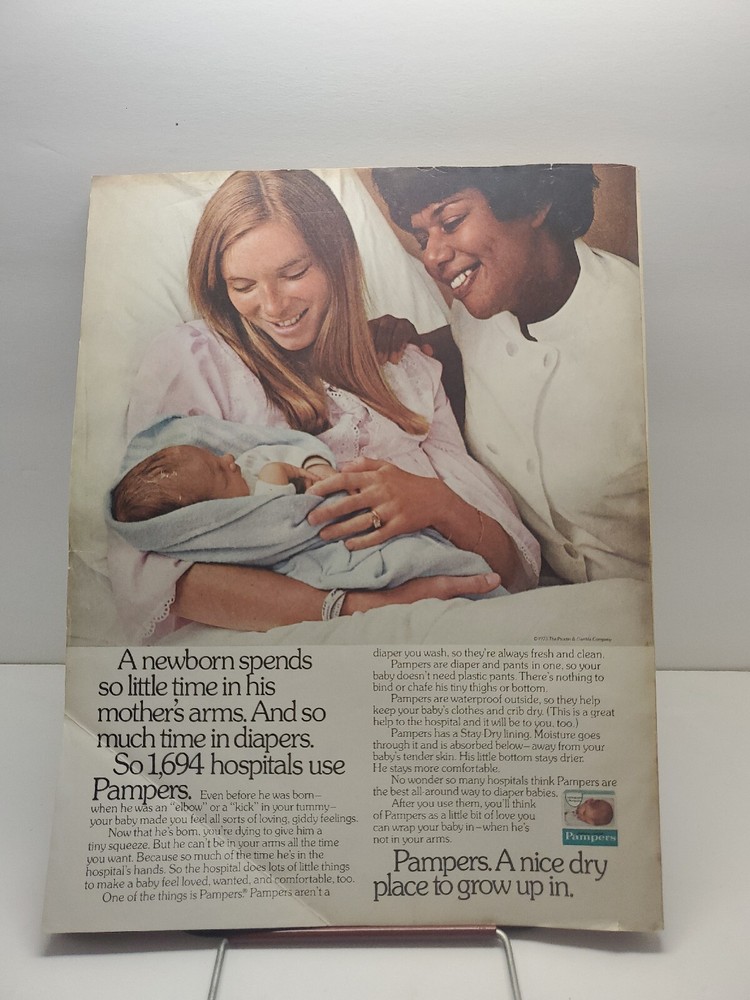 ©1973 The Procter & Gamble Company
A newborn spends
so little time in his
mother's arms. And so
much time in diapers.
So 1,694 hospitals use
Pampers. Even before he was born—
when he was an "elbow" or a "kick" in your tummy—
your baby made you feel all sorts of loving, giddy feelings.
Now that he's born, you're dying to give him a
tiny squeeze. But he can't be in your arms all the time
you want. Because so much of the time he's in the
hospital's hands. So the hospital does lots of little things
to make a baby feel loved, wanted, and comfortable, too.
One of the things is Pampers.® Pampers aren't a
diaper you wash, so they're always fresh and clean.
Pampers are diaper and pants in one, so your
baby doesn't need plastic pants. There's nothing to
bind or chafe his tiny thighs or bottom.
Pampers are waterproof outside, so they help
keep your baby's clothes and crib dry. (This is a great
help to the hospital and it will be to you, too.)
Pampers has a Stay Dry lining. Moisture goes
through it and is absorbed below—away from your
baby's tender skin. His little bottom stays drier.
He stays more comfortable.
No wonder so many hospitals think Pampers are
the best all-around way to diaper babies.
After you use them, you'll think
of Pampers as a little bit of love you
can wrap your baby in—when he's
not in your arms.
Pampers
Pampers. A nice dry
place to grow up in.